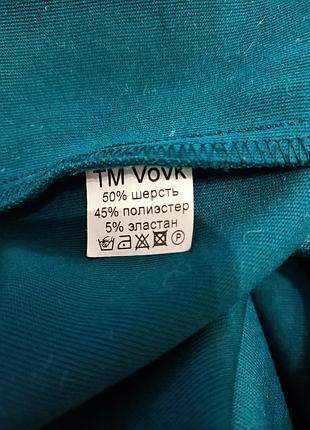 TM Vovk
50% шерсть
45% полиэстер
5% эластан
P